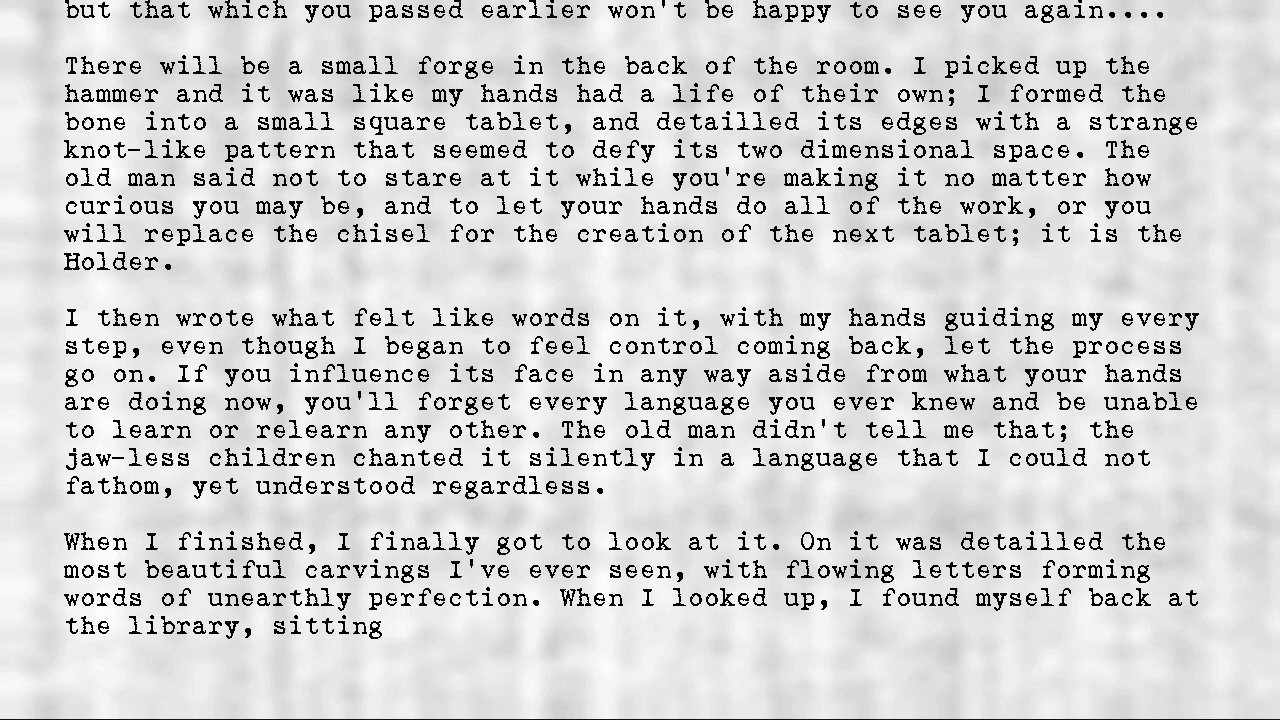 but that which you passed earlier won't be happy to see you again....
There will be a small forge in the back of the room. I picked up the
hammer and it was like my hands had a life of their own; I formed the
bone into a small square tablet, and detailled its edges with a strange
knot-like pattern that seemed to defy its two dimensional space. The
old man said not to stare at it while you're making it no matter how
curious you may be, and to let your hands do all of the work, or you
will replace the chisel for the creation of the next tablet; it is the
Holder.
I then wrote what felt like words on it, with my hands guiding my every
step, even though I began to feel control coming back, let the process
go on. If you influence its face in any way aside from what your hands
are doing now, you'll forget every language you ever knew and be unable
to learn or relearn any other. The old man didn't tell me that; the
jaw-less children chanted it silently in a language that I could not
fathom, yet understood regardless.
When I finished, I finally got to look at it. On it was detailled the
most beautiful carvings I've ever seen, with flowing letters forming
words of unearthly perfection. When I looked up, I found myself back at
the library, sitting